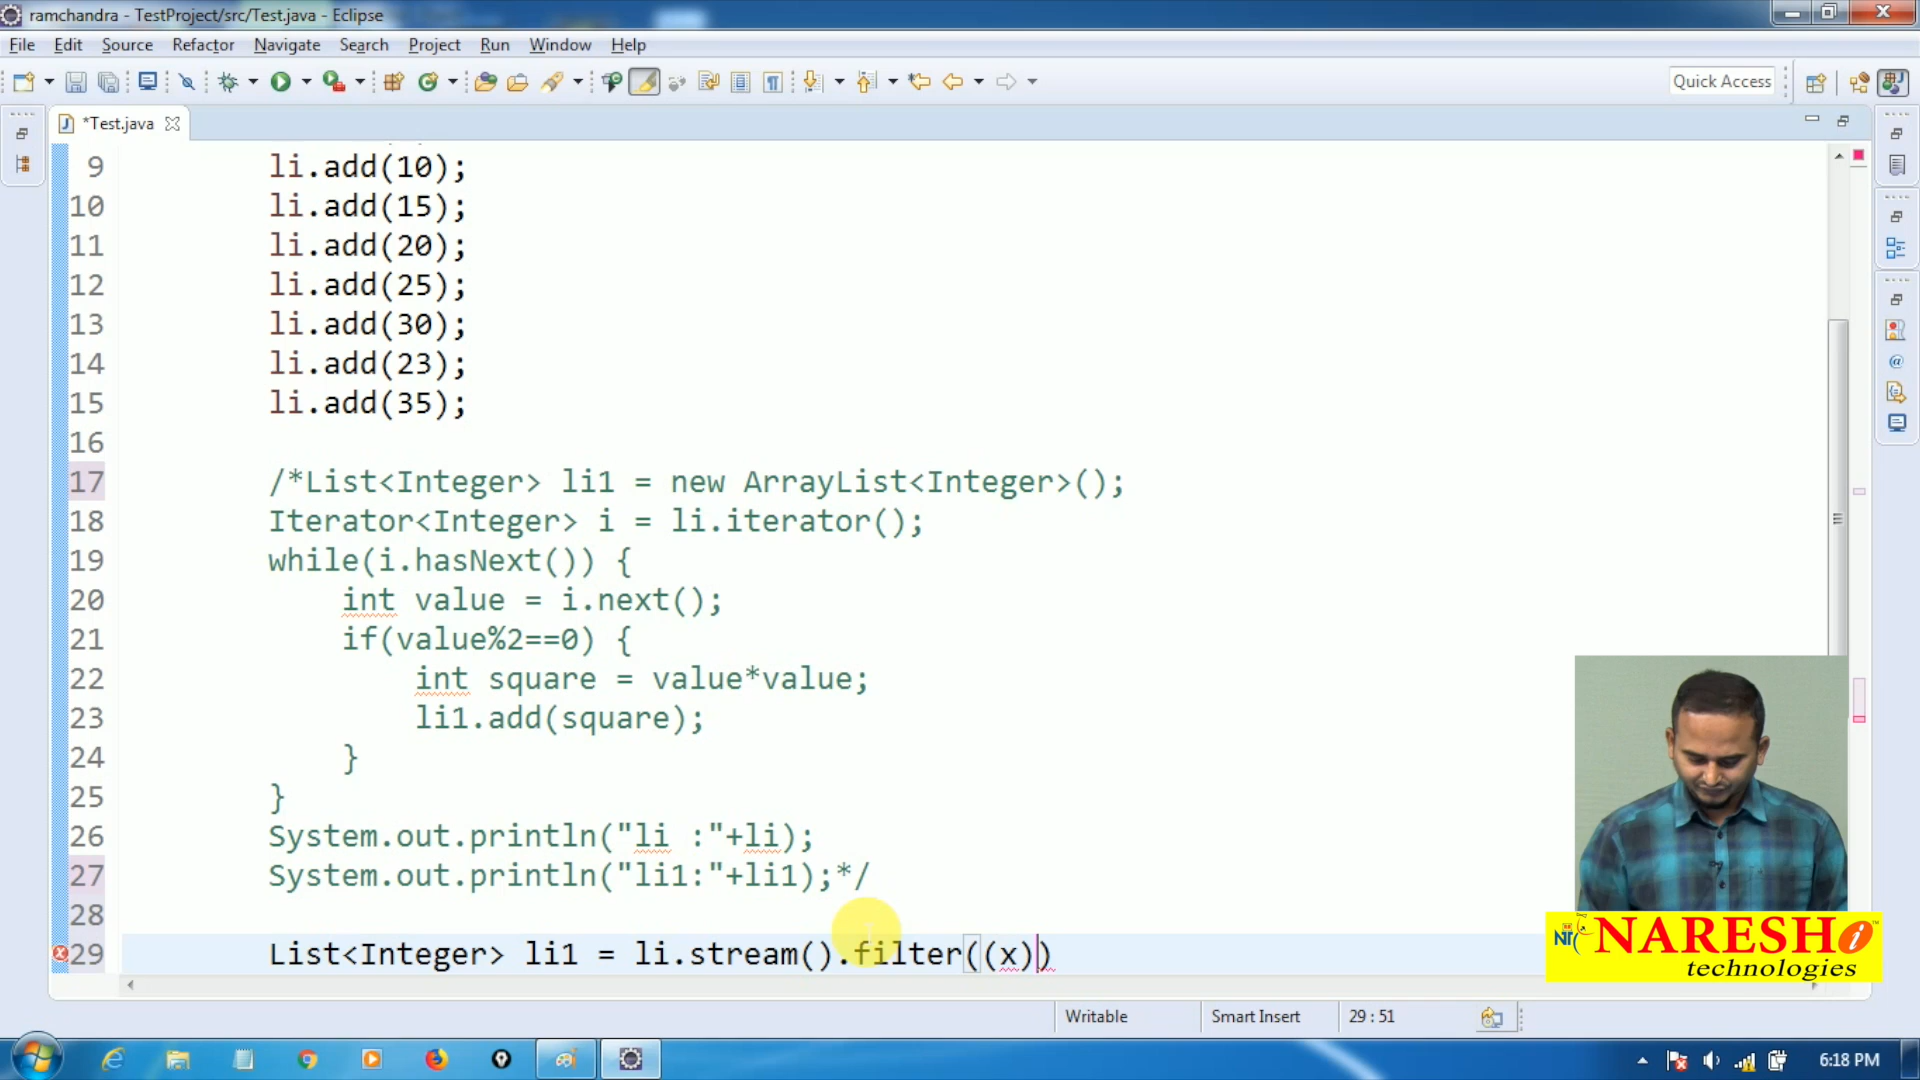 ramchandra - TestProject/src/Test.java - Eclipse
File Edit Source Refactor Navigate Search Project Run Window Help
Quick Access
*Test.java
9 li.add(10);
10 li.add(15);
11 li.add(20);
12 li.add(25);
13 li.add(30);
14 li.add(23);
15 li.add(35);
16
17 /*List<Integer> li1 = new ArrayList<Integer>();
18 Iterator<Integer> i = li.iterator();
19 while(i.hasNext()) {
20 int value = i.next();
21 if(value%2==0) {
22 int square = value*value;
23 li1.add(square);
24 }
25 }
26 System.out.println("li :"+li);
27 System.out.println("li1:"+li1);*/
28
29 List<Integer> li1 = li.stream().filter((x))
NARESH i
technologies
Writable Smart Insert 29 : 51
6:18 PM